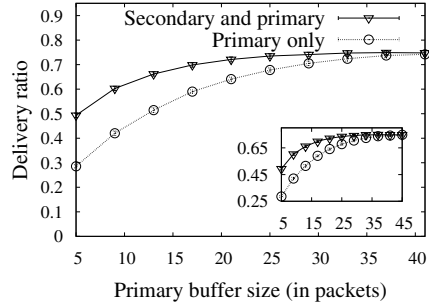 0.9
0.8
0.7
0.6
0.5
0.4
0.3
0.2
0.1
0
Delivery ratio
Secondary and primary
Primary only
0.65
0.45
0.25
5 15 25 35 45
5 10 15 20 25 30 35 40
Primary buffer size (in packets)